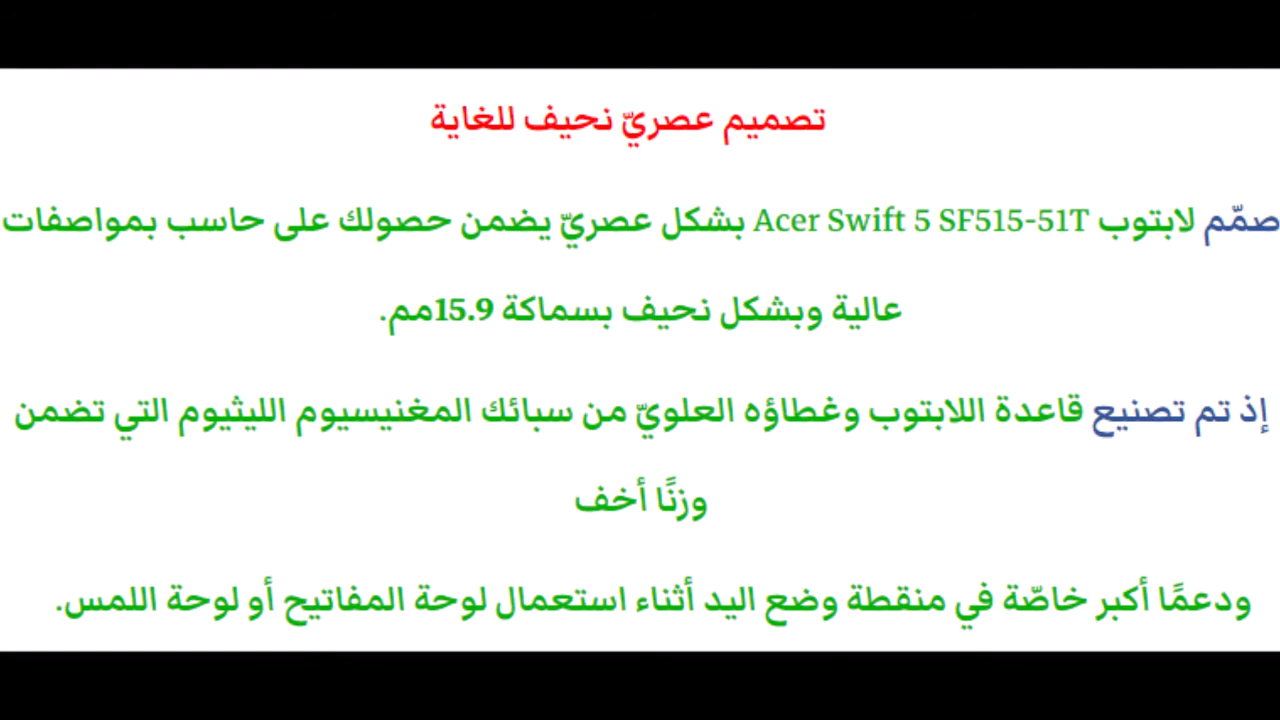 تصميم عصريّ نحيف للغاية
صمّم لابتوب Acer Swift 5 SF515-51T بشكل عصريّ يضمن حصولك على حاسب بمواصفات
عالية وبشكل نحيف بسماكة 15.9مم.
إذ تم تصنيع قاعدة اللابتوب وغطاؤه العلويّ من سبائك المغنيسيوم الليثيوم التي تضمن
وزنًا أخف
ودعمًا أكبر خاصّة في منقطة وضع اليد أثناء استعمال لوحة المفاتيح أو لوحة اللمس.